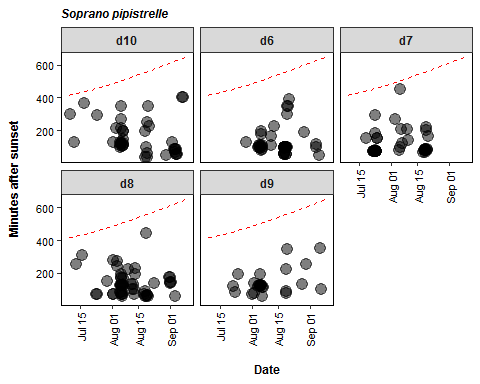 Soprano pipistrelle
d10 d6 d7
600
400
200
Jul 15 Aug 01 Aug 15 Sep 01
d8 d9
600
400
200
Jul 15 Aug 01 Aug 15 Sep 01 Jul 15 Aug 01 Aug 15 Sep 01
Minutes after sunset
Date